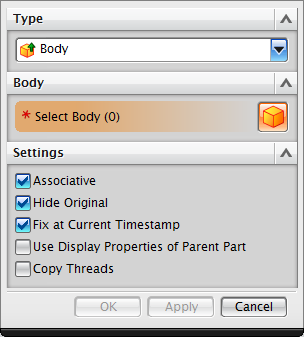 Type
Body
Body
* Select Body (0)
Settings
Associative
Hide Original
Fix at Current Timestamp
Use Display Properties of Parent Part
Copy Threads
OK Apply Cancel